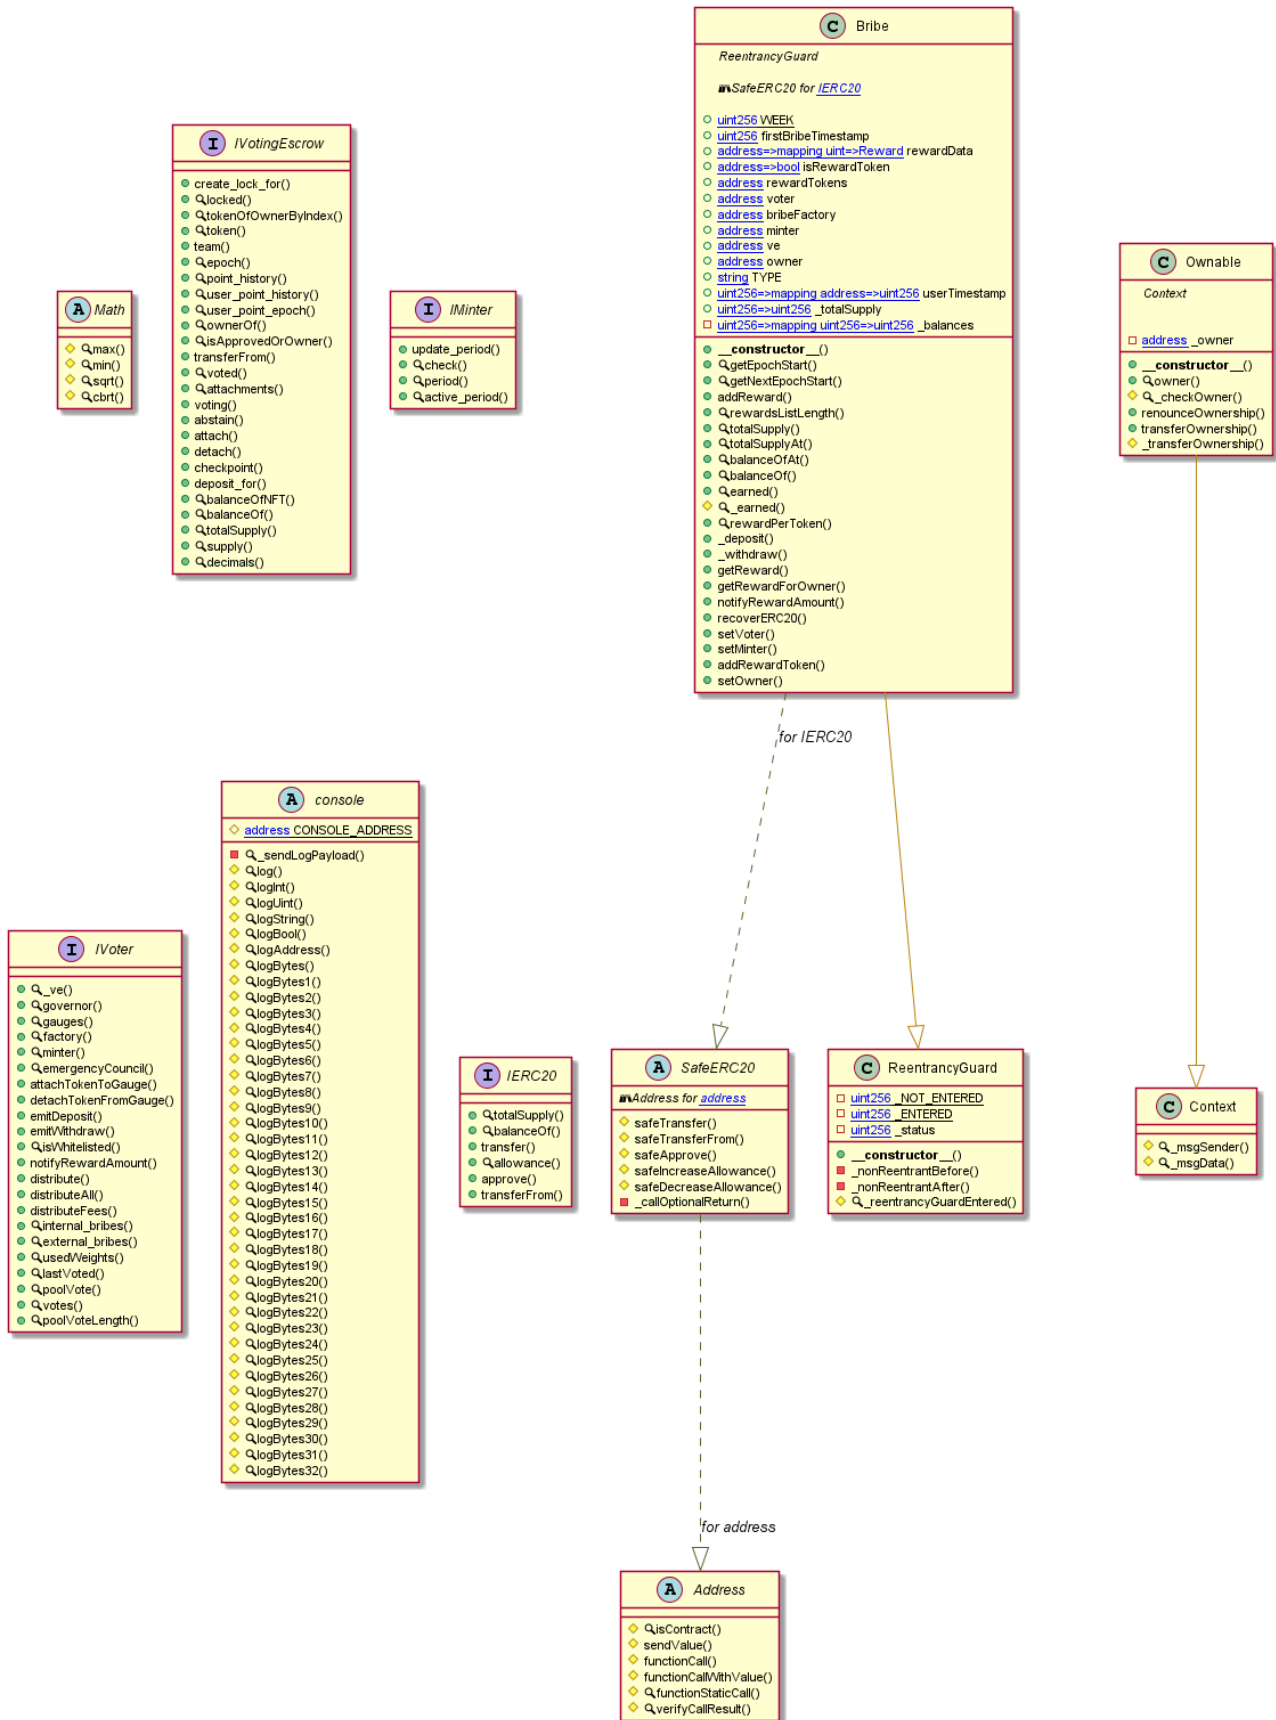 C Bribe
ReentrancyGuard
SafeERC20 for IERC20
uint256 WEEK
uint256 firstBribeTimestamp
address=>mapping uint=>Reward rewardData
address=>bool isRewardToken
address rewardTokens
address voter
address bribeFactory
address minter
address ve
address owner
string TYPE
uint256=>mapping address=>uint256 userTimestamp
uint256=>uint256 _totalSupply
uint256=>mapping uint256=>uint256 _balances
__constructor__()
getEpochStart()
getNextEpochStart()
addReward()
rewardsListLength()
totalSupply()
totalSupplyAt()
balanceOfAt()
balanceOf()
earned()
_earned()
rewardPerToken()
_deposit()
_withdraw()
getReward()
getRewardForOwner()
notifyRewardAmount()
recoverERC20()
setVoter()
setMinter()
addRewardToken()
setOwner()
I IVotingEscrow
create_lock_for()
locked()
tokenOfOwnerByIndex()
token()
team()
epoch()
point_history()
user_point_history()
user_point_epoch()
ownerOf()
isApprovedOrOwner()
transferFrom()
voted()
attachments()
voting()
abstain()
attach()
detach()
checkpoint()
deposit_for()
balanceOfNFT()
balanceOf()
totalSupply()
supply()
decimals()
A Math
max()
min()
sqrt()
cbrt()
I IMinter
update_period()
check()
period()
active_period()
C Ownable
Context
address _owner
__constructor__()
owner()
_checkOwner()
renounceOwnership()
transferOwnership()
_transferOwnership()
for IERC20
A console
address CONSOLE_ADDRESS
_sendLogPayload()
log()
logInt()
logUint()
logString()
logBool()
logAddress()
logBytes()
logBytes1()
logBytes2()
logBytes3()
logBytes4()
logBytes5()
logBytes6()
logBytes7()
logBytes8()
logBytes9()
logBytes10()
logBytes11()
logBytes12()
logBytes13()
logBytes14()
logBytes15()
logBytes16()
logBytes17()
logBytes18()
logBytes19()
logBytes20()
logBytes21()
logBytes22()
logBytes23()
logBytes24()
logBytes25()
logBytes26()
logBytes27()
logBytes28()
logBytes29()
logBytes30()
logBytes31()
logBytes32()
I IVoter
_ve()
governor()
gauges()
factory()
minter()
emergencyCouncil()
attachTokenToGauge()
detachTokenFromGauge()
emitDeposit()
emitWithdraw()
isWhitelisted()
notifyRewardAmount()
distribute()
distributeAll()
distributeFees()
internal_bribes()
external_bribes()
usedWeights()
lastVoted()
poolVote()
votes()
poolVoteLength()
I IERC20
totalSupply()
balanceOf()
transfer()
allowance()
approve()
transferFrom()
A SafeERC20
Address for address
safeTransfer()
safeTransferFrom()
safeApprove()
safeIncreaseAllowance()
safeDecreaseAllowance()
_callOptionalReturn()
C ReentrancyGuard
uint256 _NOT_ENTERED
uint256 _ENTERED
uint256 _status
__constructor__()
_nonReentrantBefore()
_nonReentrantAfter()
_reentrancyGuardEntered()
C Context
_msgSender()
_msgData()
for address
A Address
isContract()
sendValue()
functionCall()
functionCallWithValue()
functionStaticCall()
verifyCallResult()